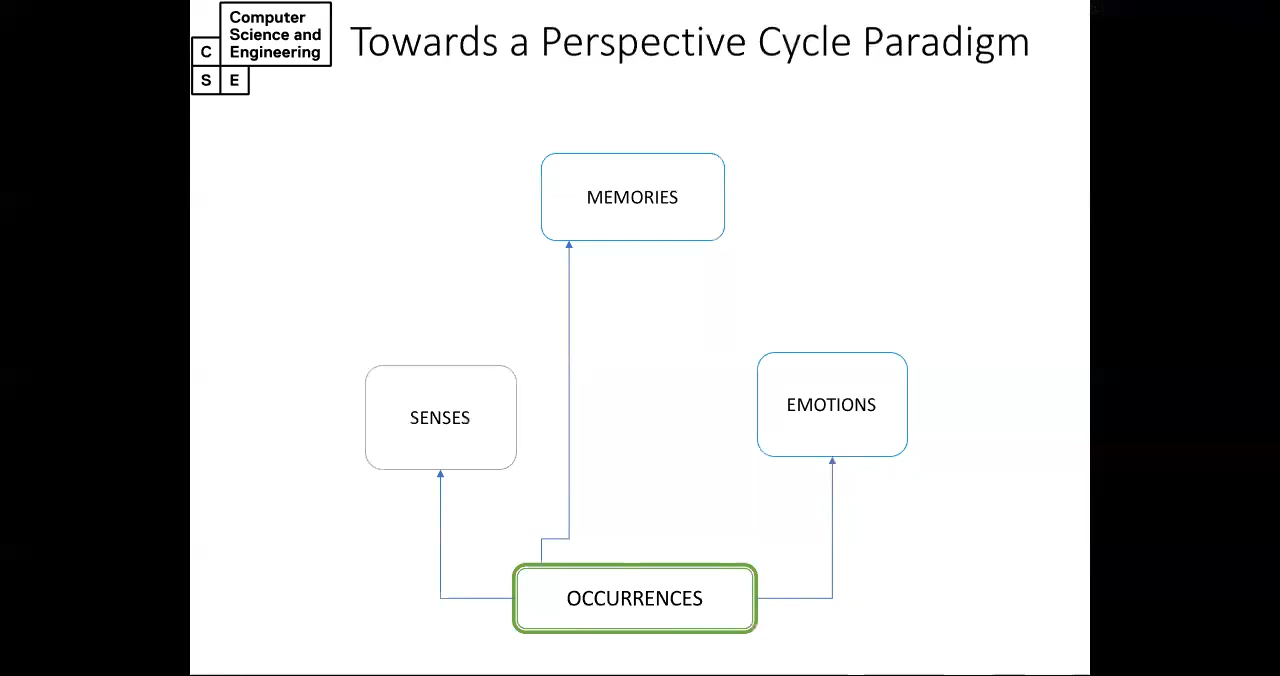 Computer
Science and
Engineering
C
S E
Towards a Perspective Cycle Paradigm
MEMORIES
SENSES
EMOTIONS
OCCURRENCES